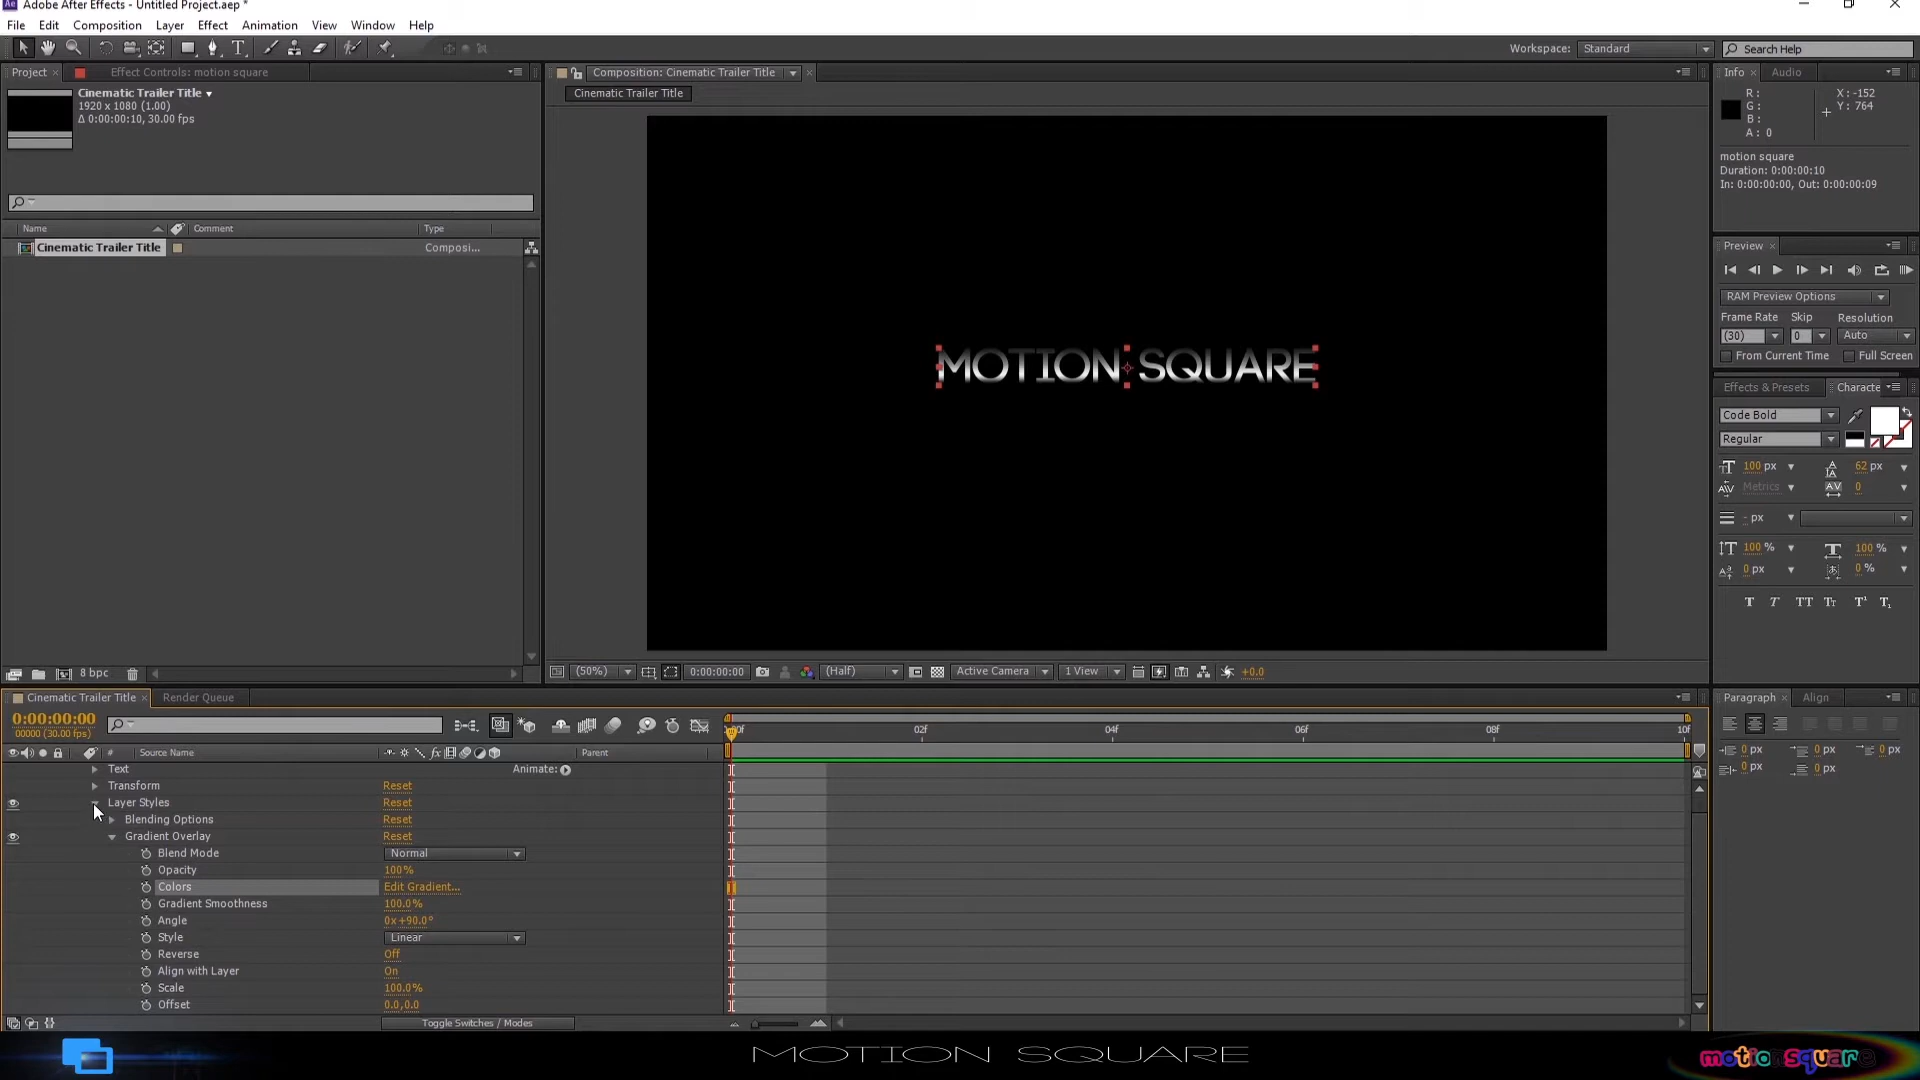 Adobe After Effects - Untitled Project.aep *
File Edit Composition Layer Effect Animation View Window Help
Workspace: Standard Search Help
Project Effect Controls: motion square
Cinematic Trailer Title
1920 x 1080 (1.00)
Δ 0:00:00:10, 30.00 fps
Name Comment Type
Cinematic Trailer Title Composi...
8 bpc
Composition: Cinematic Trailer Title
Cinematic Trailer Title
MOTION SQUARE
(50%) 0:00:00:00 (Half) Active Camera 1 View +0.0
Info Audio
R : X : -152
G : Y : 764
B :
A : 0
motion square
Duration: 0:00:00:10
In: 0:00:00:00, Out: 0:00:00:09
Preview
RAM Preview Options
Frame Rate Skip Resolution
(30) 0 Auto
From Current Time Full Screen
Effects & Presets Characte
Code Bold
Regular
100 px 62 px
Metrics 0
- px
100 % 100 %
0 px 0 %
T T TT Tт T¹ T₁
Paragraph Align
0 px 0 px 0 px
0 px 0 px
Cinematic Trailer Title Render Queue
0:00:00:00
00000 (30.00 fps)
# Source Name fx Parent
00f 02f 04f 06f 08f 10f
Text Animate:
Transform Reset
Layer Styles Reset
Blending Options Reset
Gradient Overlay Reset
Blend Mode Normal
Opacity 100%
Colors Edit Gradient...
Gradient Smoothness 100.0%
Angle 0x+90.0°
Style Linear
Reverse Off
Align with Layer On
Scale 100.0%
Offset 0.0,0.0
Toggle Switches / Modes
MOTION SQUARE
motionsquare